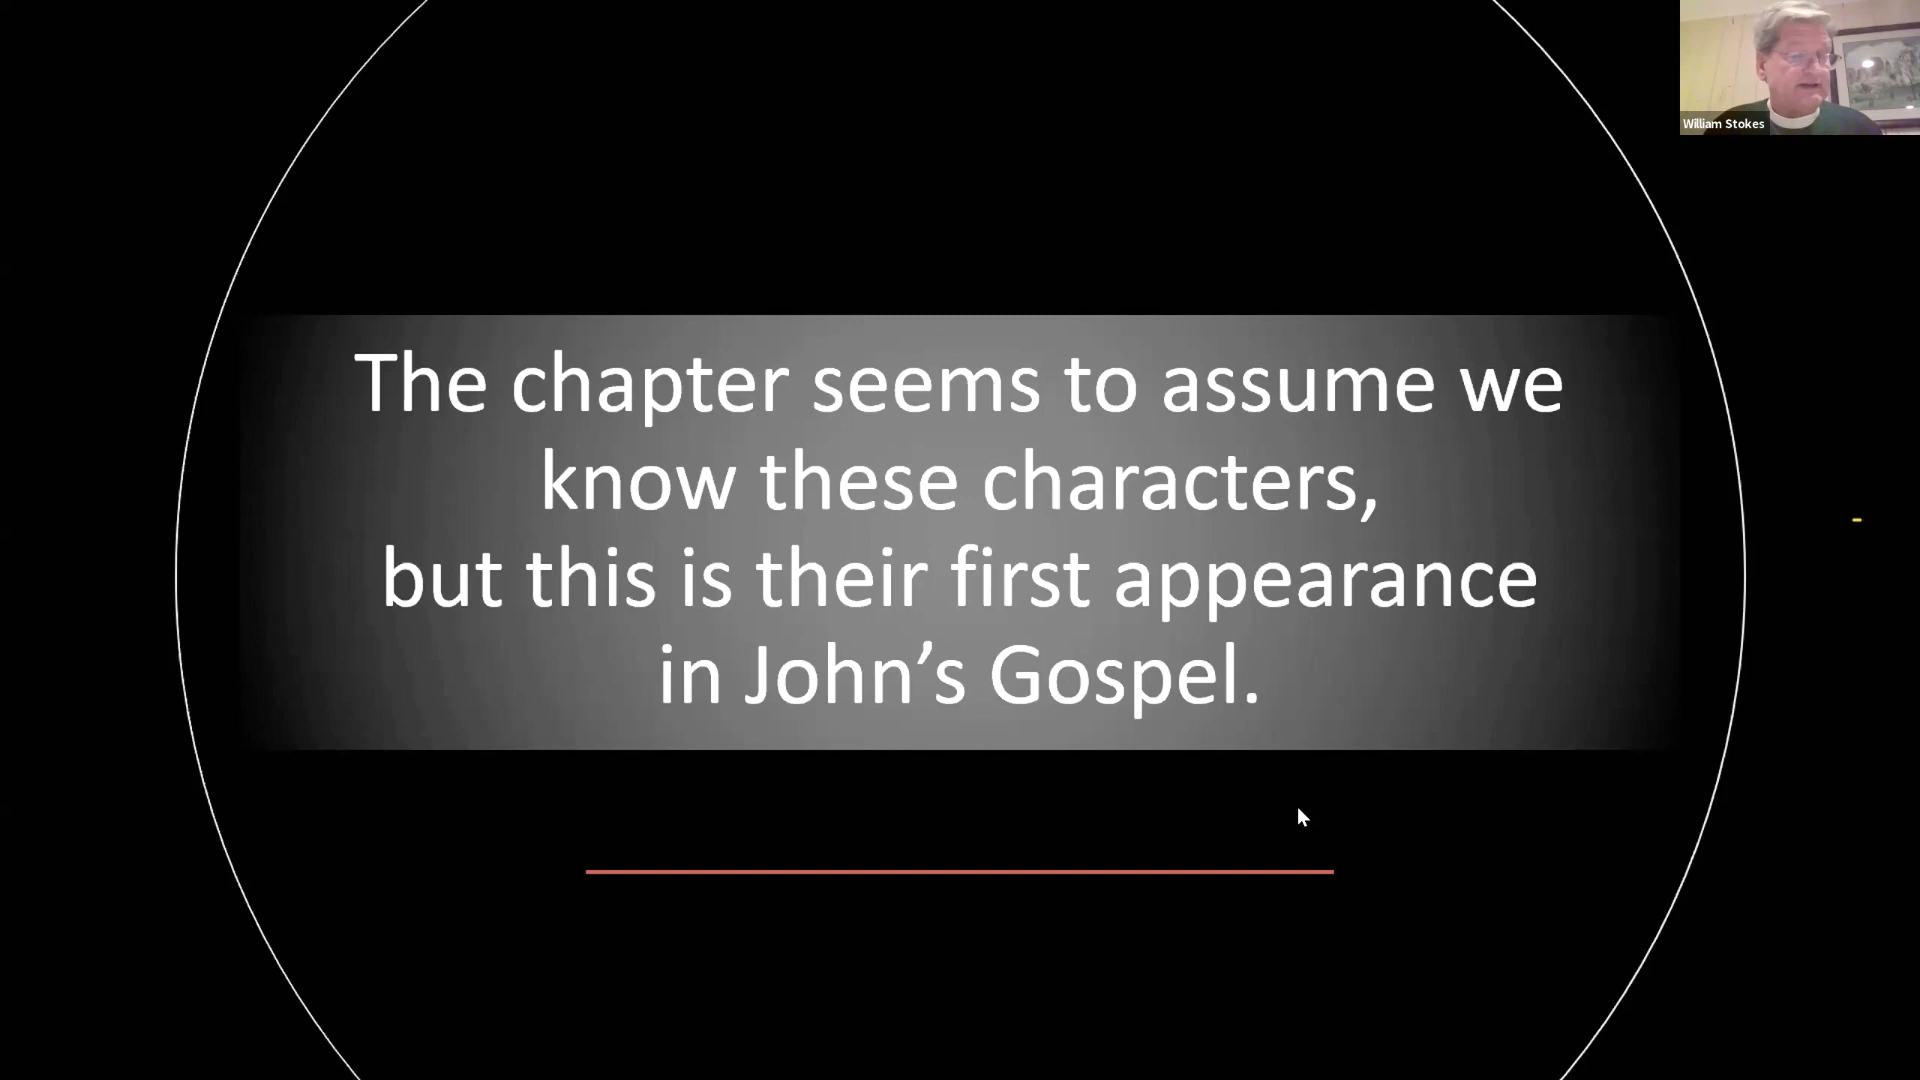 William Stokes
The chapter seems to assume we
know these characters,
but this is their first appearance
in John’s Gospel.